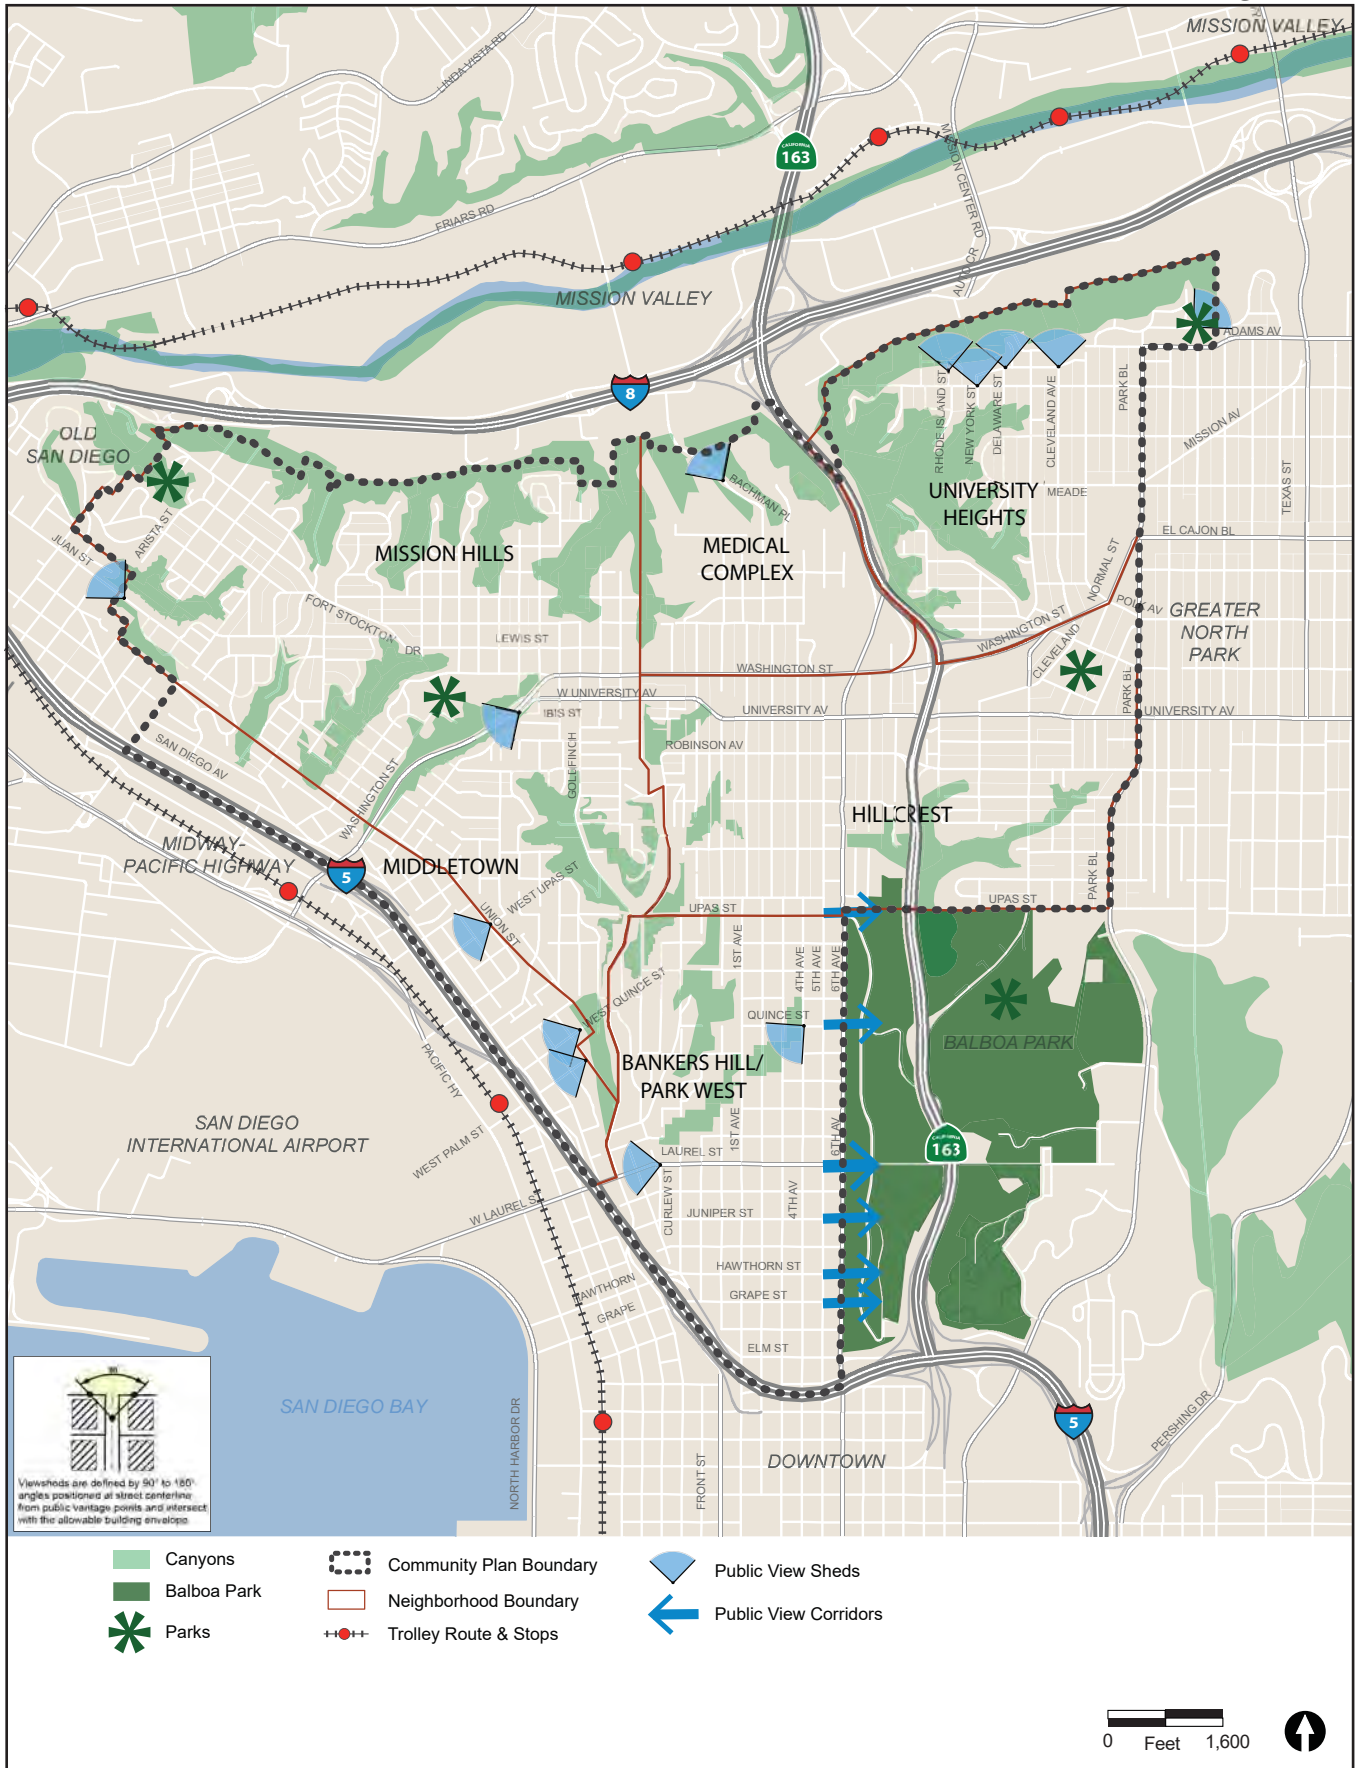 MISSION VALLEY
LINDA VISTA RD
CALIFORNIA
163
MISSION CENTER RD
FRIARS RD
AUTO CR
MISSION VALLEY
ADAMS AV
8
RHODE ISLAND ST
NEW YORK ST
DELAWARE ST
CLEVELAND AVE
PARK BL
MISSION AV
OLD
SAN DIEGO
TEXAS ST
BACHMAN PL
UNIVERSITY
HEIGHTS
MEADE
ARISTA ST
JUAN ST
EL CAJON BL
MISSION HILLS
MEDICAL
COMPLEX
NORMAL ST
POLK AV
GREATER
NORTH
PARK
FORT STOCKTON
DR
LEWIS ST
WASHINGTON ST
CLEVELAND
WASHINGTON ST
W UNIVERSITY AV
PARK BL
IBIS ST
UNIVERSITY AV
UNIVERSITY AV
SAN DIEGO AV
ROBINSON AV
GOLDFINCH
WASHINGTON ST
HILLCREST
MIDWAY-
PACIFIC HIGHWAY
MIDDLETOWN
5
WEST UPAS ST
PARK BL
UPAS ST
UPAS ST
UNION ST
1ST AVE
4TH AVE
5TH AVE
6TH AVE
WEST QUINCE ST
QUINCE ST
BALBOA PARK
BANKERS HILL/
PARK WEST
PACIFIC HY
SAN DIEGO
INTERNATIONAL AIRPORT
WEST PALM ST
1ST AVE
6TH AV
CALIFORNIA
163
LAUREL ST
W LAUREL S
CURLEW ST
4TH AV
JUNIPER ST
HAWTHORN ST
HAWTHORN
GRAPE ST
GRAPE
ELM ST
SAN DIEGO BAY
NORTH HARBOR DR
FRONT ST
DOWNTOWN
5
PERSHING DR
90°
Viewsheds are defined by 90° to 180°
angles positioned at street centerline
from public vantage points and intersect
with the allowable building envelope
Canyons
Balboa Park
Parks
Community Plan Boundary
Neighborhood Boundary
Trolley Route & Stops
Public View Sheds
Public View Corridors
0 Feet 1,600